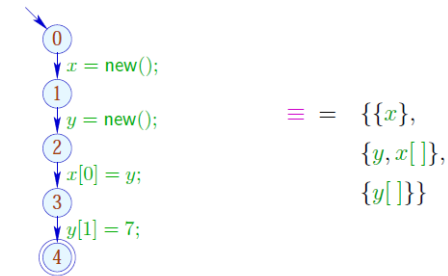 0
x = new();
1
y = new();
2
x[0] = y;
3
y[1] = 7;
4
≡ = {{x},
{y, x[ ]},
{y[ ]}}